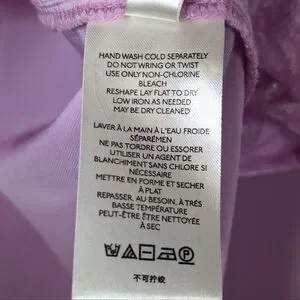 HAND WASH COLD SEPARATELY
DO NOT WRING OR TWIST
USE ONLY NON-CHLORINE
BLEACH
RESHAPE LAY FLAT TO DRY
LOW IRON AS NEEDED
MAY BE DRY CLEANED
LAVER À LA MAIN À L'EAU FROIDE
SÉPARÉMEN
NE PAS TORDRE OU ESSORER
UTILISER UN AGENT DE
BLANCHIMENT SANS CHLORE SI
NÉCESSAIRE
METTRE EN FORME ET SECHER
À PLAT
REPASSER, AU BESOIN, À TRÈS
BASSE TEMPÉRATURE
PEUT-ÊTRE ÊTRE NETTOYÉE
À SEC
P
不可拧绞